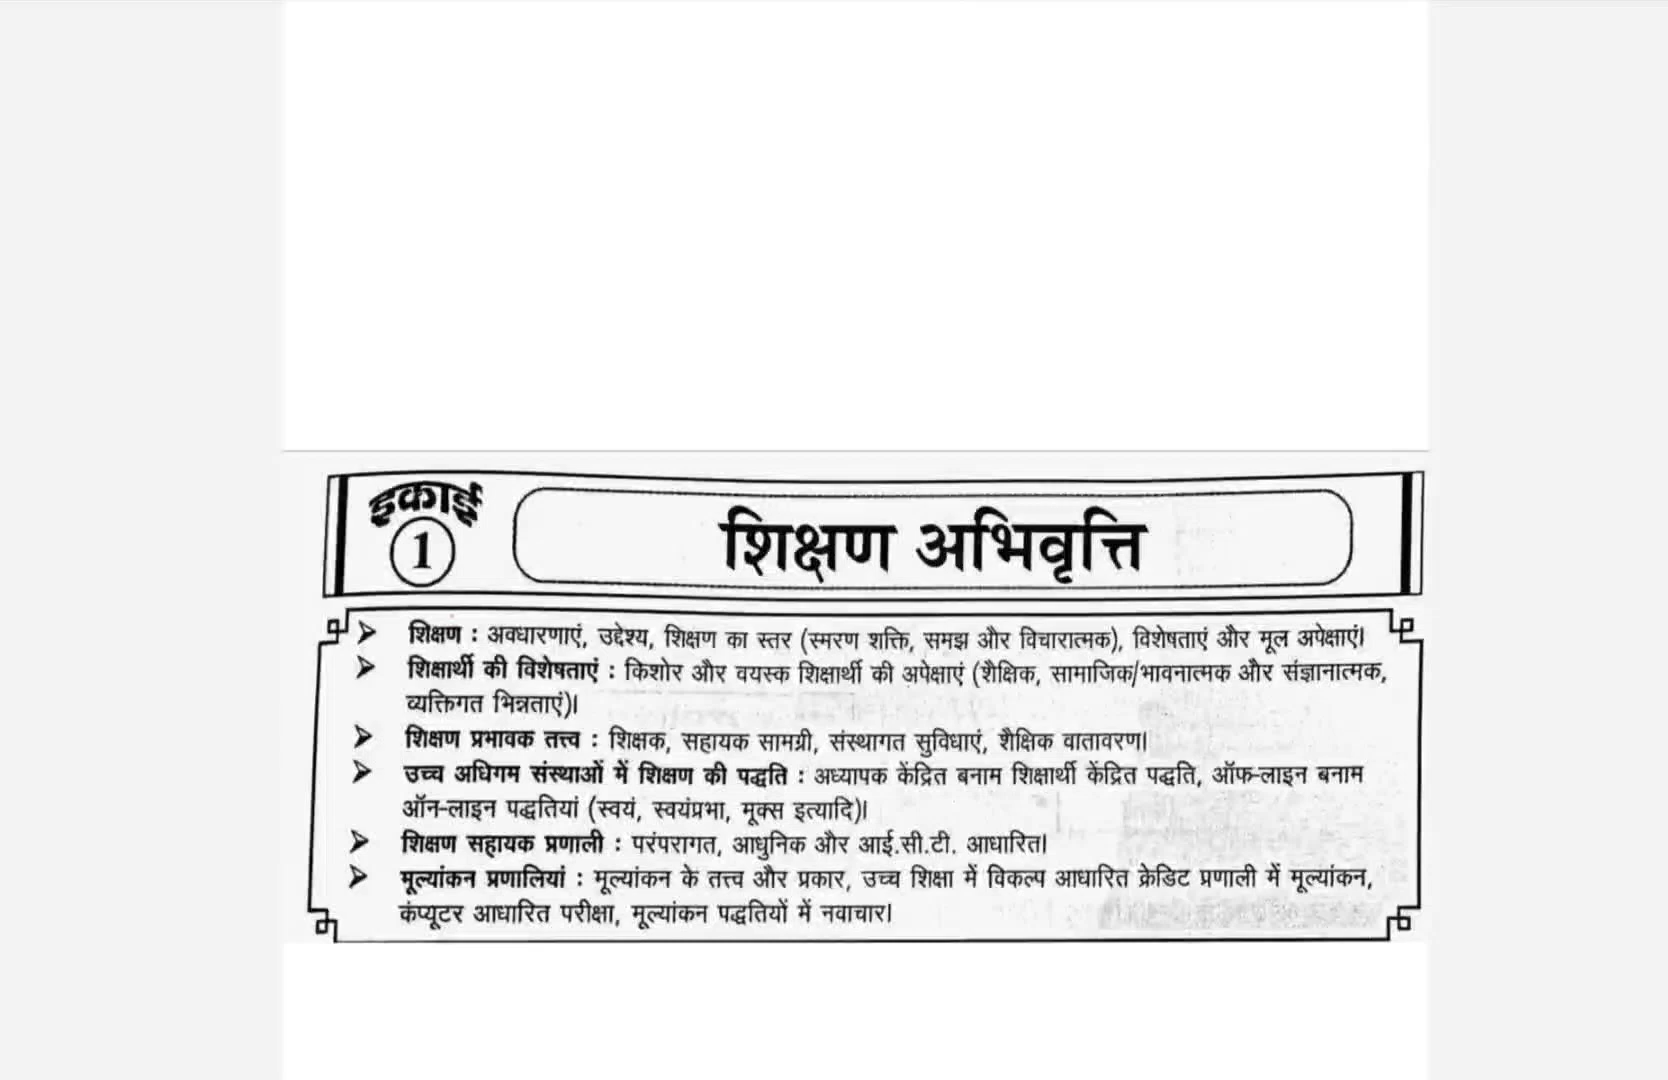 इकाई
1
शिक्षण अभिवृत्ति
➤ शिक्षण : अवधारणाएं, उद्देश्य, शिक्षण का स्तर (स्मरण शक्ति, समझ और विचारात्मक), विशेषताएं और मूल अपेक्षाएं।
➤ शिक्षार्थी की विशेषताएं : किशोर और वयस्क शिक्षार्थी की अपेक्षाएं (शैक्षिक, सामाजिक/भावनात्मक और संज्ञानात्मक,
व्यक्तिगत भिन्नताएं)।
➤ शिक्षण प्रभावक तत्त्व : शिक्षक, सहायक सामग्री, संस्थागत सुविधाएं, शैक्षिक वातावरण।
➤ उच्च अधिगम संस्थाओं में शिक्षण की पद्धति : अध्यापक केंद्रित बनाम शिक्षार्थी केंद्रित पद्धति, ऑफ-लाइन बनाम
ऑन-लाइन पद्धतियां (स्वयं, स्वयंप्रभा, मूक्स इत्यादि)।
➤ शिक्षण सहायक प्रणाली : परंपरागत, आधुनिक और आई.सी.टी. आधारित।
➤ मूल्यांकन प्रणालियां : मूल्यांकन के तत्त्व और प्रकार, उच्च शिक्षा में विकल्प आधारित क्रेडिट प्रणाली में मूल्यांकन,
कंप्यूटर आधारित परीक्षा, मूल्यांकन पद्धतियों में नवाचार।